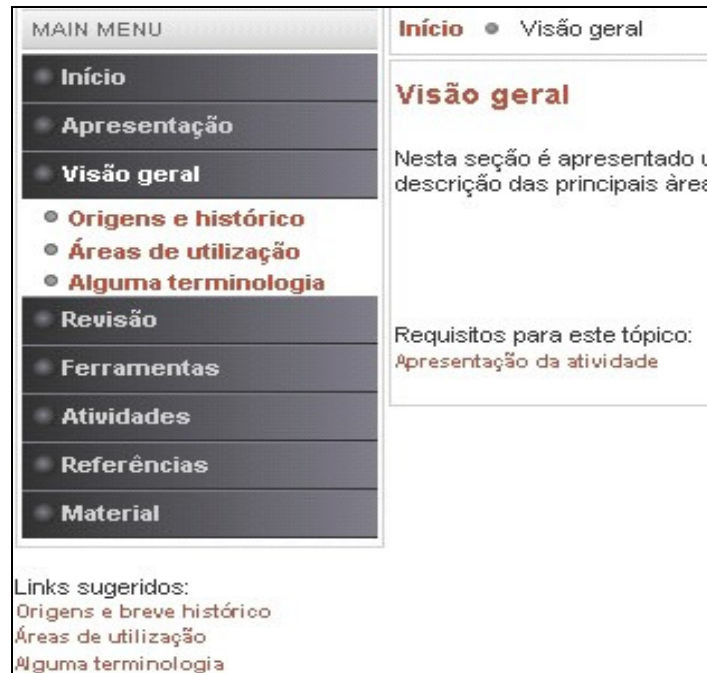 MAIN MENU
Início
Apresentação
Visão geral
Origens e histórico
Áreas de utilização
Alguma terminologia
Revisão
Ferramentas
Atividades
Referências
Material
Links sugeridos:
Origens e breve histórico
Áreas de utilização
Alguma terminologia
Início Visão geral
Visão geral
Nesta seção é apresentado
descrição das principais
Requisitos para este tópico:
Apresentação da atividade